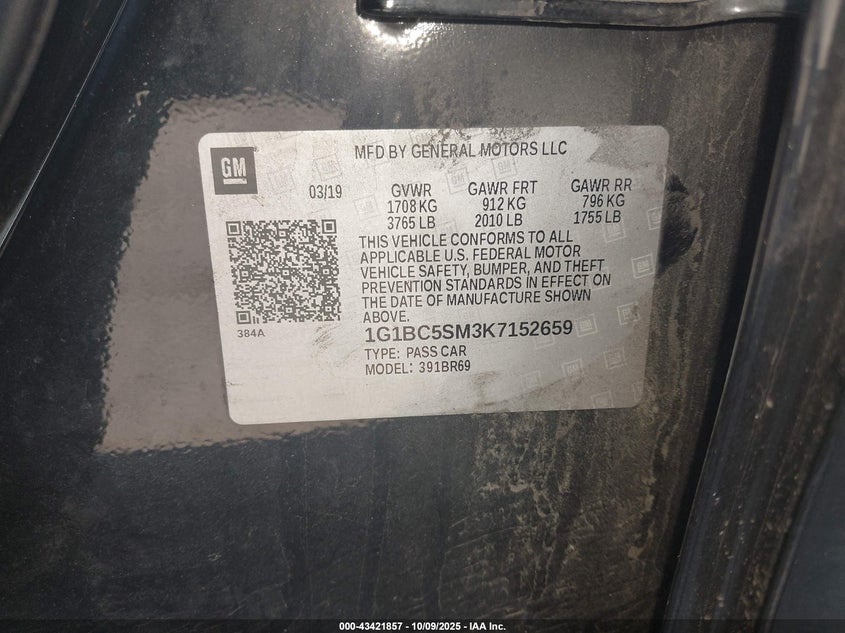 GM
MFD BY GENERAL MOTORS LLC
03/19
GVWR GAWR FRT GAWR RR
1708 KG 912 KG 796 KG
3765 LB 2010 LB 1755 LB
THIS VEHICLE CONFORMS TO ALL
APPLICABLE U.S. FEDERAL MOTOR
VEHICLE SAFETY, BUMPER, AND THEFT
PREVENTION STANDARDS IN EFFECT ON
THE DATE OF MANUFACTURE SHOWN
ABOVE.
384A
1G1BC5SM3K7152659
TYPE: PASS CAR
MODEL: 391BR69
000-43421857 - 10/09/2025 - IAA Inc.